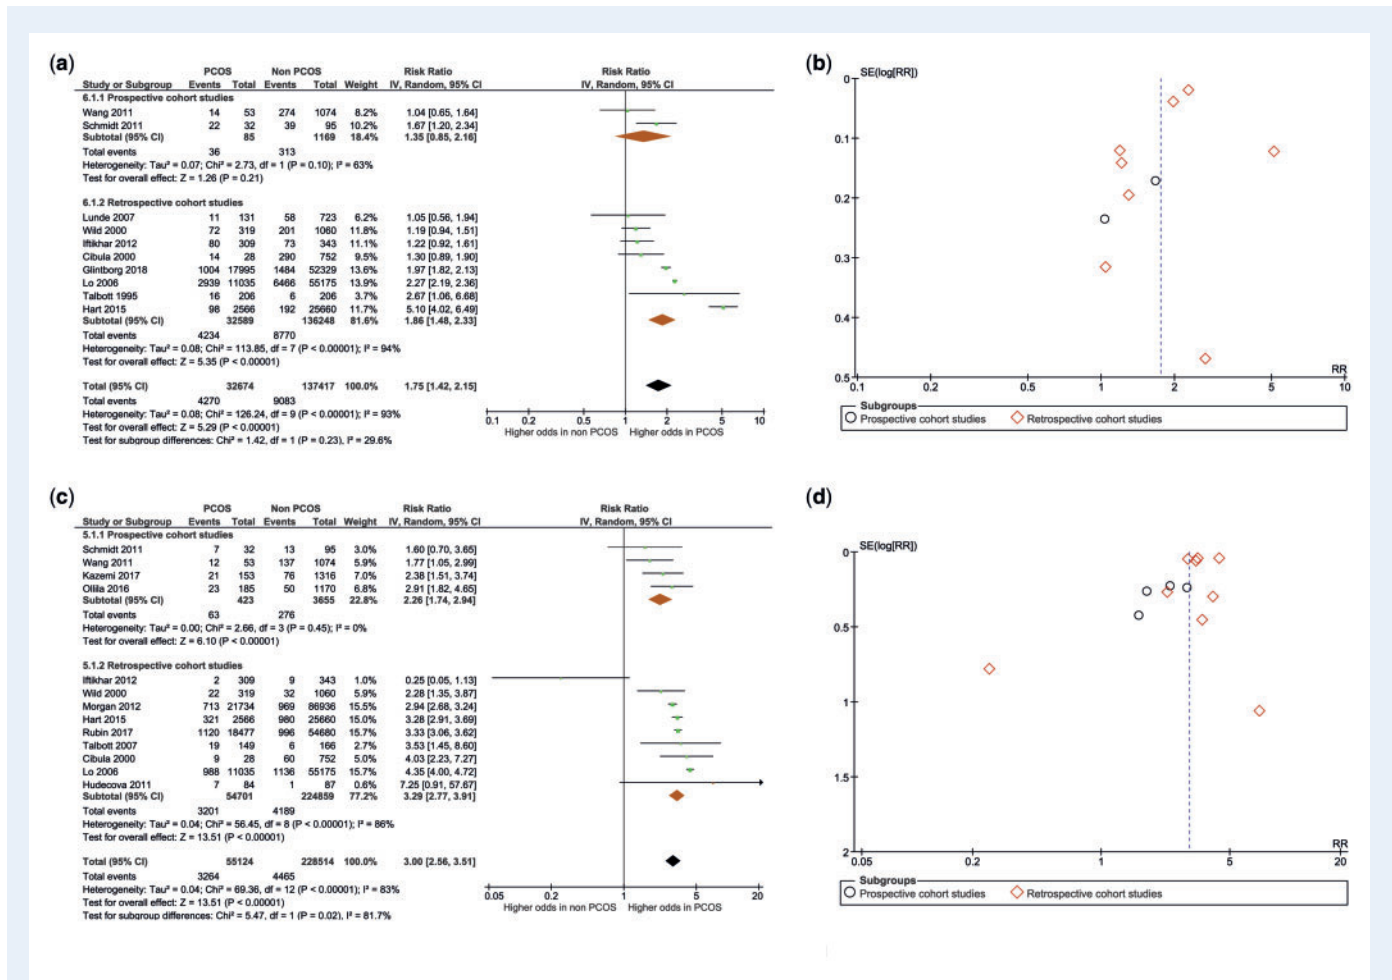 (a)
PCOS Non PCOS Risk Ratio Risk Ratio
Study or Subgroup Events Total Events Total Weight IV, Random, 95% CI IV, Random, 95% CI
6.1.1 Prospective cohort studies
Wang 2011 14 53 274 1074 8.2% 1.04 [0.65, 1.64]
Schmidt 2011 22 32 39 95 10.2% 1.67 [1.20, 2.34]
Subtotal (95% CI) 85 1169 18.4% 1.35 [0.85, 2.16]
Total events 36 313
Heterogeneity: Tau² = 0.07; Chi² = 2.73, df = 1 (P = 0.10); I² = 63%
Test for overall effect: Z = 1.26 (P = 0.21)
6.1.2 Retrospective cohort studies
Lunde 2007 11 131 58 723 6.2% 1.05 [0.56, 1.94]
Wild 2000 72 319 201 1060 11.8% 1.19 [0.94, 1.51]
Iftikhar 2012 80 309 73 343 11.1% 1.22 [0.92, 1.61]
Cibula 2000 14 28 290 752 9.5% 1.30 [0.89, 1.90]
Glintborg 2018 1004 17995 1484 52329 13.6% 1.97 [1.82, 2.13]
Lo 2006 2939 11035 6466 55175 13.9% 2.27 [2.19, 2.36]
Talbott 1995 16 206 6 206 3.7% 2.67 [1.06, 6.68]
Hart 2015 98 2566 192 25660 11.7% 5.10 [4.02, 6.49]
Subtotal (95% CI) 32589 136248 81.6% 1.86 [1.48, 2.33]
Total events 4234 8770
Heterogeneity: Tau² = 0.08; Chi² = 113.85, df = 7 (P < 0.00001); I² = 94%
Test for overall effect: Z = 5.35 (P < 0.00001)
Total (95% CI) 32674 137417 100.0% 1.75 [1.42, 2.15]
Total events 4270 9083
Heterogeneity: Tau² = 0.08; Chi² = 126.24, df = 9 (P < 0.00001); I² = 93%
Test for overall effect: Z = 5.29 (P < 0.00001)
Test for subgroup differences: Chi² = 1.42, df = 1 (P = 0.23), I² = 29.6%
0.1 0.2 0.5 1 2 5 10
Higher odds in non PCOS Higher odds in PCOS
(b)
SE(log[RR])
0
0.1
0.2
0.3
0.4
0.5
RR
0.1 0.2 0.5 1 2 5 10
Subgroups
Prospective cohort studies Retrospective cohort studies
(c)
PCOS Non PCOS Risk Ratio Risk Ratio
Study or Subgroup Events Total Events Total Weight IV, Random, 95% CI IV, Random, 95% CI
5.1.1 Prospective cohort studies
Schmidt 2011 7 32 13 95 3.0% 1.60 [0.70, 3.65]
Wang 2011 12 53 137 1074 5.9% 1.77 [1.05, 2.99]
Kazemi 2017 21 153 76 1316 7.0% 2.38 [1.51, 3.74]
Ollila 2016 23 185 50 1170 6.8% 2.91 [1.82, 4.65]
Subtotal (95% CI) 423 3655 22.8% 2.26 [1.74, 2.94]
Total events 63 276
Heterogeneity: Tau² = 0.00; Chi² = 2.66, df = 3 (P = 0.45); I² = 0%
Test for overall effect: Z = 6.10 (P < 0.00001)
5.1.2 Retrospective cohort studies
Iftikhar 2012 2 309 9 343 1.0% 0.25 [0.05, 1.13]
Wild 2000 22 319 32 1060 5.9% 2.28 [1.35, 3.87]
Morgan 2012 713 21734 969 86936 15.5% 2.94 [2.68, 3.24]
Hart 2015 321 2566 980 25660 15.0% 3.28 [2.91, 3.69]
Rubin 2017 1120 18477 996 54680 15.7% 3.33 [3.06, 3.62]
Talbott 2007 19 149 6 166 2.7% 3.53 [1.45, 8.60]
Cibula 2000 9 28 60 752 5.0% 4.03 [2.23, 7.27]
Lo 2006 988 11035 1136 55175 15.7% 4.35 [4.00, 4.72]
Hudecova 2011 7 84 1 87 0.6% 7.25 [0.91, 57.67]
Subtotal (95% CI) 54701 224859 77.2% 3.29 [2.77, 3.91]
Total events 3201 4189
Heterogeneity: Tau² = 0.04; Chi² = 56.45, df = 8 (P < 0.00001); I² = 86%
Test for overall effect: Z = 13.51 (P < 0.00001)
Total (95% CI) 55124 228514 100.0% 3.00 [2.56, 3.51]
Total events 3264 4465
Heterogeneity: Tau² = 0.04; Chi² = 69.36, df = 12 (P < 0.00001); I² = 83%
Test for overall effect: Z = 13.51 (P < 0.00001)
Test for subgroup differences: Chi² = 5.47, df = 1 (P = 0.02), I² = 81.7%
0.05 0.2 1 5 20
Higher odds in non PCOS Higher odds in PCOS
(d)
SE(log[RR])
0
0.5
1
1.5
2
RR
0.05 0.2 1 5 20
Subgroups
Prospective cohort studies Retrospective cohort studies